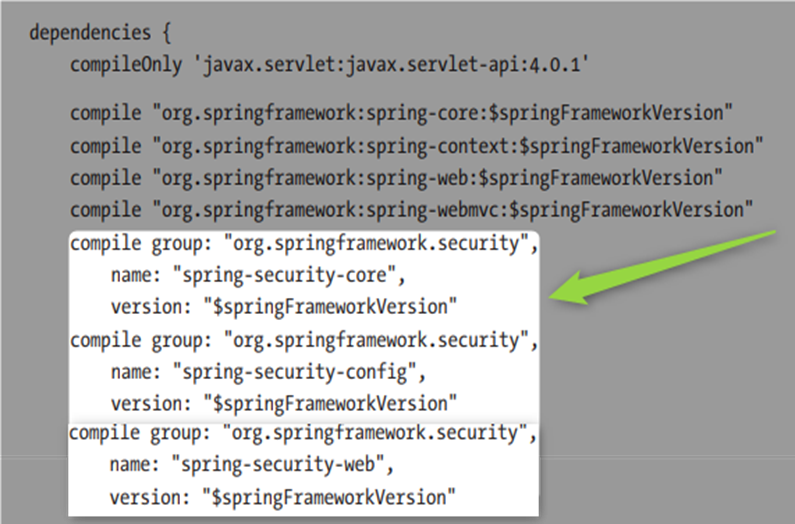 dependencies {
compileOnly 'javax.servlet:javax.servlet-api:4.0.1'
compile "org.springframework:spring-core:$springFrameworkVersion"
compile "org.springframework:spring-context:$springFrameworkVersion"
compile "org.springframework:spring-web:$springFrameworkVersion"
compile "org.springframework:spring-webmvc:$springFrameworkVersion"
compile group: "org.springframework.security",
name: "spring-security-core",
version: "$springFrameworkVersion"
compile group: "org.springframework.security",
name: "spring-security-config",
version: "$springFrameworkVersion"
compile group: "org.springframework.security",
name: "spring-security-web",
version: "$springFrameworkVersion"